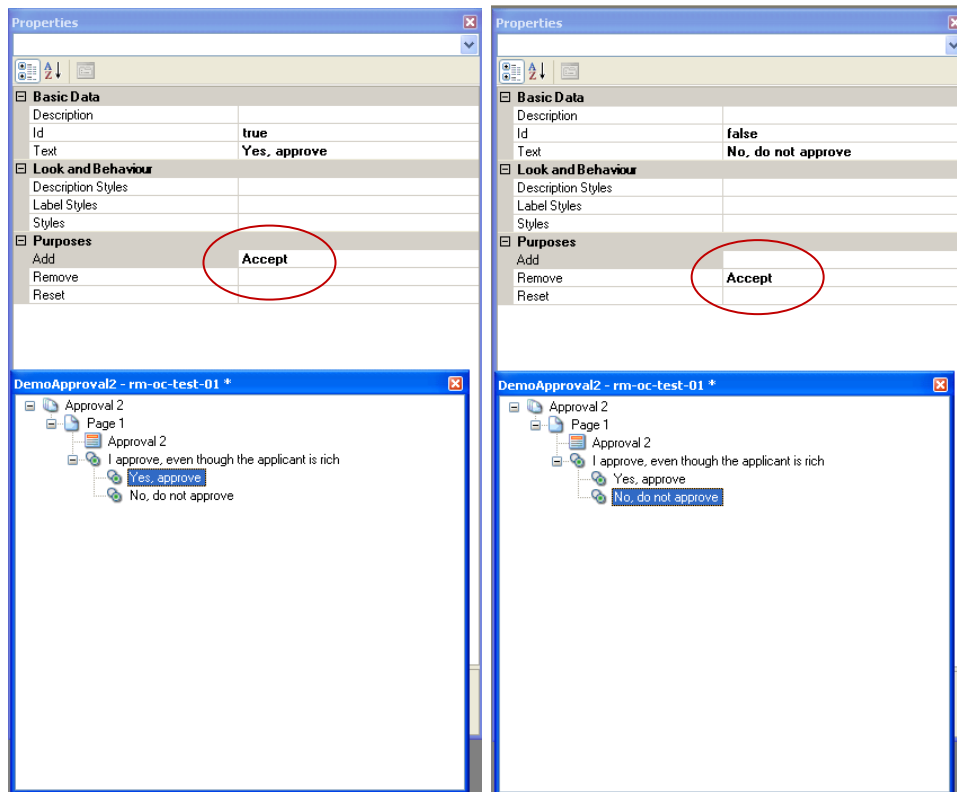 Properties
Basic Data
Description
Id true
Text Yes, approve
Look and Behaviour
Description Styles
Label Styles
Styles
Purposes
Add Accept
Remove
Reset
DemoApproval2 - rm-oc-test-01 *
Approval 2
Page 1
Approval 2
I approve, even though the applicant is rich
Yes, approve
No, do not approve
Properties
Basic Data
Description
Id false
Text No, do not approve
Look and Behaviour
Description Styles
Label Styles
Styles
Purposes
Add
Remove Accept
Reset
DemoApproval2 - rm-oc-test-01 *
Approval 2
Page 1
Approval 2
I approve, even though the applicant is rich
Yes, approve
No, do not approve